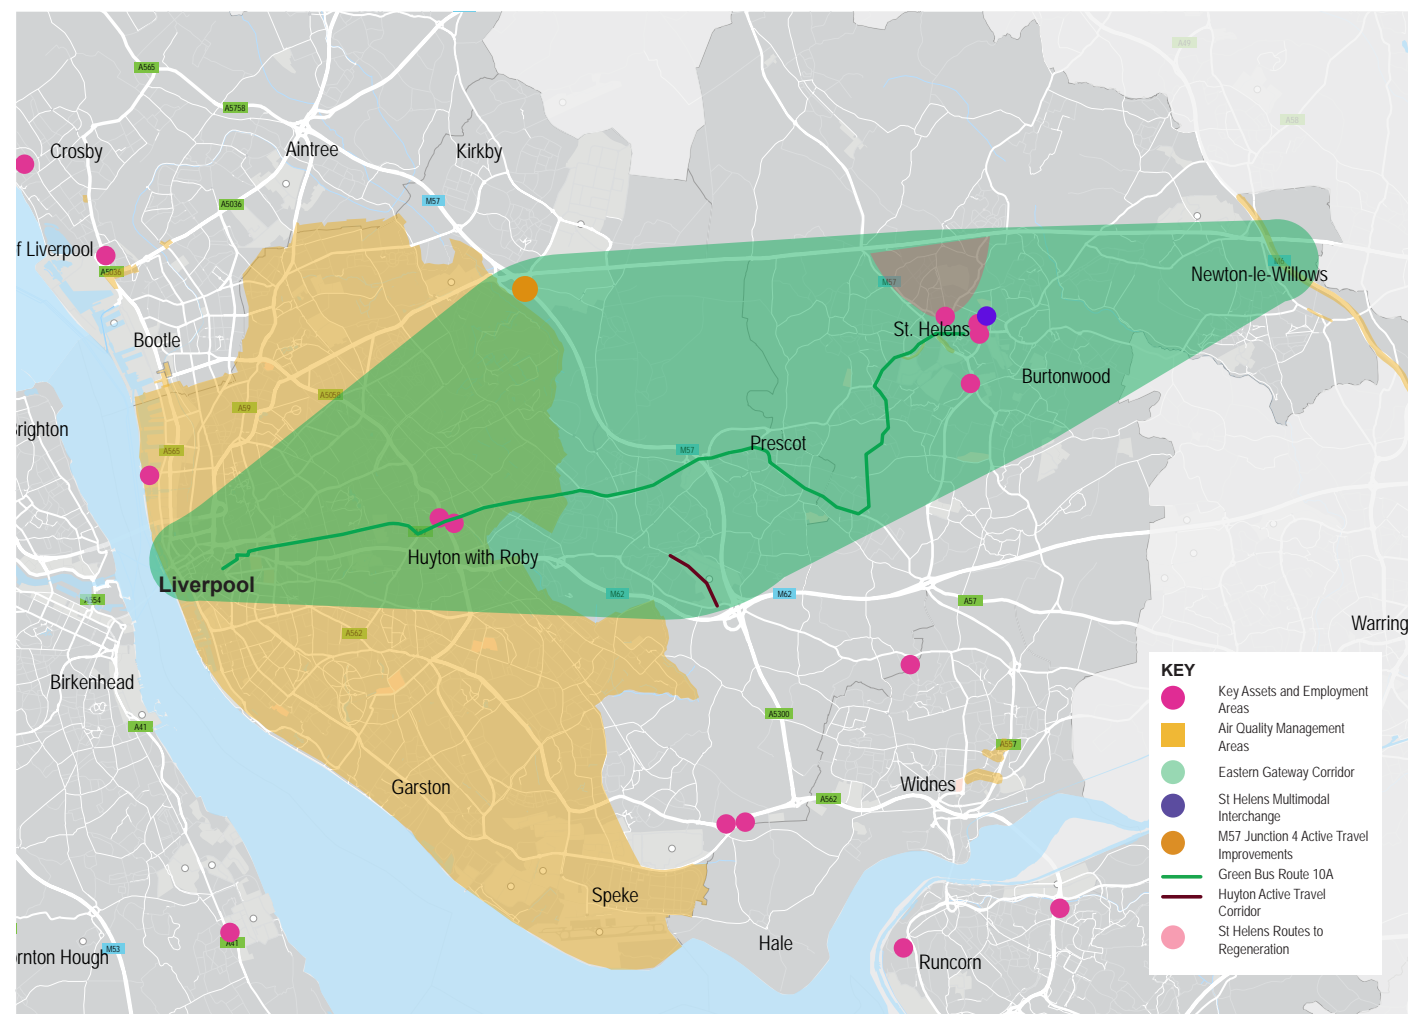 A49
A565
A5758
A58
Crosby
Aintree
Kirkby
M57
A5036
f Liverpool
A5036
M6
Newton-le-Willows
M57
St. Helens
Bootle
Burtonwood
A5058
A59
righton
A565
M57
Prescot
Huyton with Roby
Liverpool
M62
M62
A57
A554
A562
Warring
Birkenhead
A5300
A41
A557
Garston
Widnes
A562
Speke
Hale
A41
M53
rnton Hough
Runcorn
KEY
Key Assets and Employment
Areas
Air Quality Management
Areas
Eastern Gateway Corridor
St Helens Multimodal
Interchange
M57 Junction 4 Active Travel
Improvements
Green Bus Route 10A
Huyton Active Travel
Corridor
St Helens Routes to
Regeneration